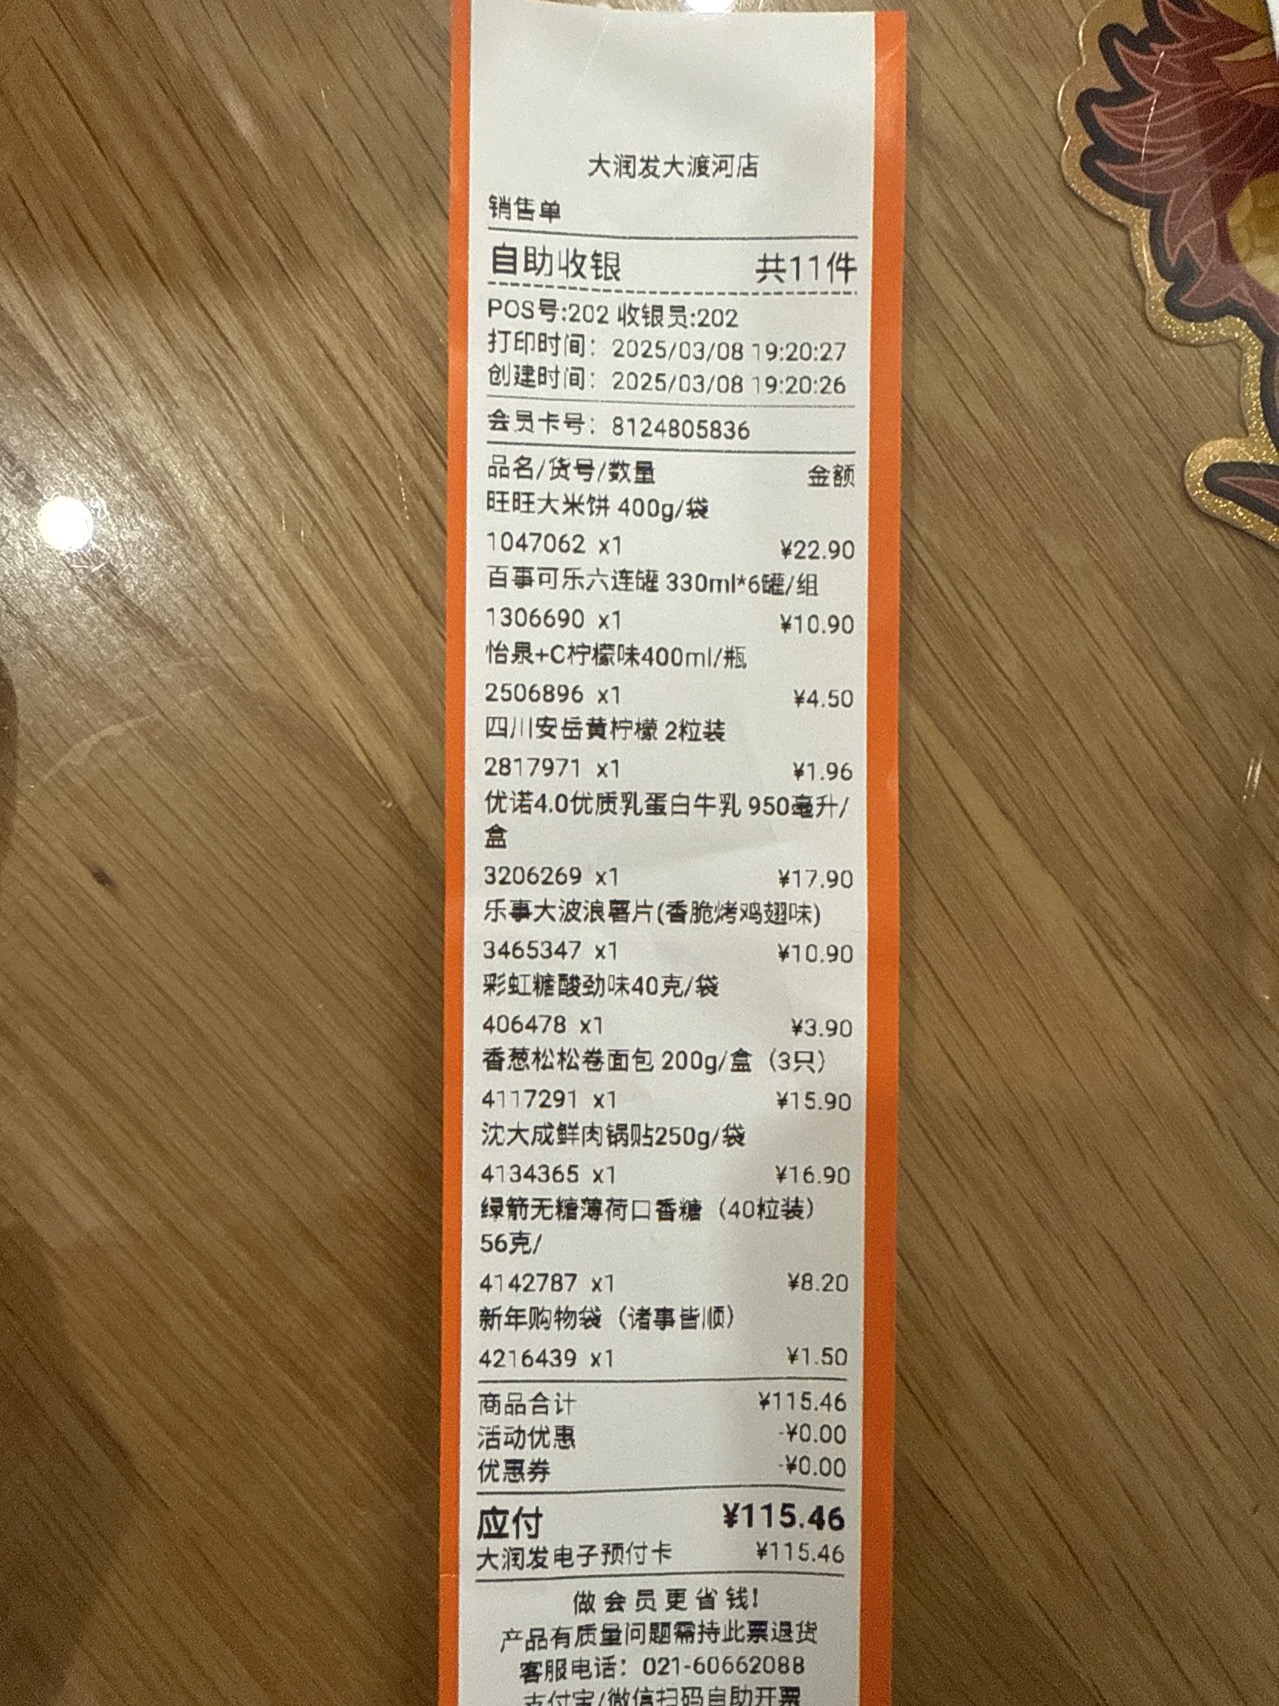 大润发大渡河店
销售单
自助收银 共11件
POS号:202 收银员:202
打印时间：2025/03/08 19:20:27
创建时间：2025/03/08 19:20:26
会员卡号：8124805836
品名/货号/数量 金额
旺旺大米饼 400g/袋
1047062 x1 ¥22.90
百事可乐六连罐 330ml*6罐/组
1306690 x1 ¥10.90
怡泉+C柠檬味400ml/瓶
2506896 x1 ¥4.50
四川安岳黄柠檬 2粒装
2817971 x1 ¥1.96
优诺4.0优质乳蛋白牛乳 950毫升/
盒
3206269 x1 ¥17.90
乐事大波浪薯片(香脆烤鸡翅味)
3465347 x1 ¥10.90
彩虹糖酸劲味40克/袋
406478 x1 ¥3.90
香葱松松卷面包 200g/盒（3只）
4117291 x1 ¥15.90
沈大成鲜肉锅贴250g/袋
4134365 x1 ¥16.90
绿箭无糖薄荷口香糖（40粒装）
56克/
4142787 x1 ¥8.20
新年购物袋（诸事皆顺）
4216439 x1 ¥1.50
商品合计 ¥115.46
活动优惠 -¥0.00
优惠券 -¥0.00
应付 ¥115.46
大润发电子预付卡 ¥115.46
做会员更省钱!
产品有质量问题需持此票退货
客服电话：021-60662088
支付宝/微信扫码自助开票